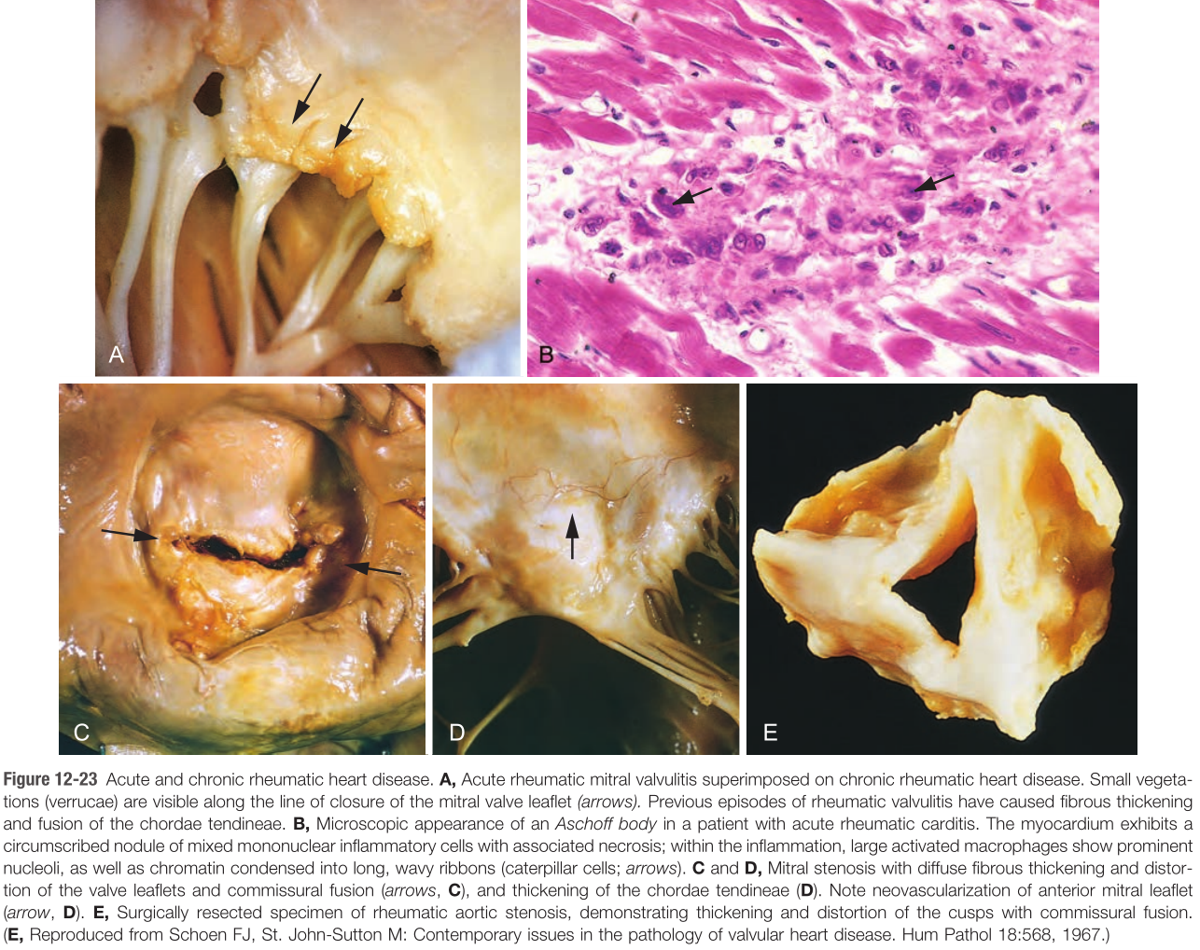 A
B
C
D
E
Figure 12-23 Acute and chronic rheumatic heart disease. A, Acute rheumatic mitral valvulitis superimposed on chronic rheumatic heart disease. Small vegeta-
tions (verrucae) are visible along the line of closure of the mitral valve leaflet (arrows). Previous episodes of rheumatic valvulitis have caused fibrous thickening
and fusion of the chordae tendineae. B, Microscopic appearance of an Aschoff body in a patient with acute rheumatic carditis. The myocardium exhibits a
circumscribed nodule of mixed mononuclear inflammatory cells with associated necrosis; within the inflammation, large activated macrophages show prominent
nucleoli, as well as chromatin condensed into long, wavy ribbons (caterpillar cells; arrows). C and D, Mitral stenosis with diffuse fibrous thickening and distor-
tion of the valve leaflets and commissural fusion (arrows, C), and thickening of the chordae tendineae (D). Note neovascularization of anterior mitral leaflet
(arrow, D). E, Surgically resected specimen of rheumatic aortic stenosis, demonstrating thickening and distortion of the cusps with commissural fusion.
(E, Reproduced from Schoen FJ, St. John-Sutton M: Contemporary issues in the pathology of valvular heart disease. Hum Pathol 18:568, 1967.)